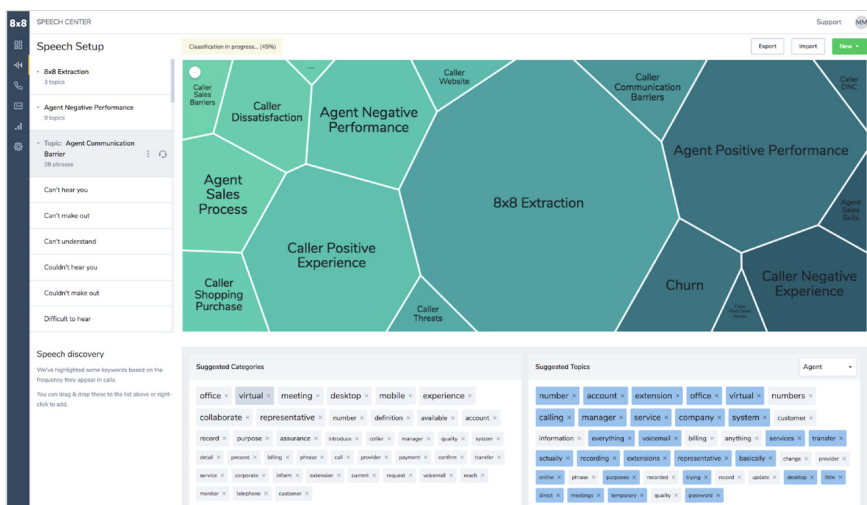 8x8
SPEECH CENTER
Support
MM
Speech Setup
Classification in progress... (45%)
Export
Import
New
8x8 Extraction
3 topics
Agent Negative Performance
9 topics
Topic: Agent Communication
Barrier
28 phrases
Can't hear you
Can't make out
Can't understand
Couldn't hear you
Couldn't make out
Difficult to hear
Caller
Sales
Barriers
...
Caller
Dissatisfaction
Agent Negative
Performance
Caller
Website
Caller
Communication
Barriers
Caller
DNC
Agent
Sales
Process
8x8 Extraction
Agent Positive Performance
Agent
Sales
Skills
Caller Positive
Experience
Caller
Shopping
Purchase
Caller
Threats
Churn
Caller Negative
Experience
Speech discovery
We've highlighted some keywords based on the
frequency they appear in calls.
You can drag & drop these to the list above or right-
click to add.
Suggested Categories
office × virtual × meeting × desktop × mobile × experience ×
collaborate × representative × number × definition × available × account ×
record × purpose × assurance × introduce × collier × manager × quality × system ×
detail × present × billing × phrase × call × provider × payment × confirm × transfer ×
service × corporate × inform × extension × current × request × voicemail × reach ×
monitor × telephone × customer ×
Suggested Topics
Agent
number × account × extension × office × virtual × numbers ×
calling × manager × service × company × system × customer ×
information × everything × voicemail × billing × anything × services × transfer ×
actually × recording × extensions × representative × basically × change × provider ×
online × phrase × purposes × recorded × trying × record × update × desktop × little ×
direct × meetings × temporary × quality × password ×